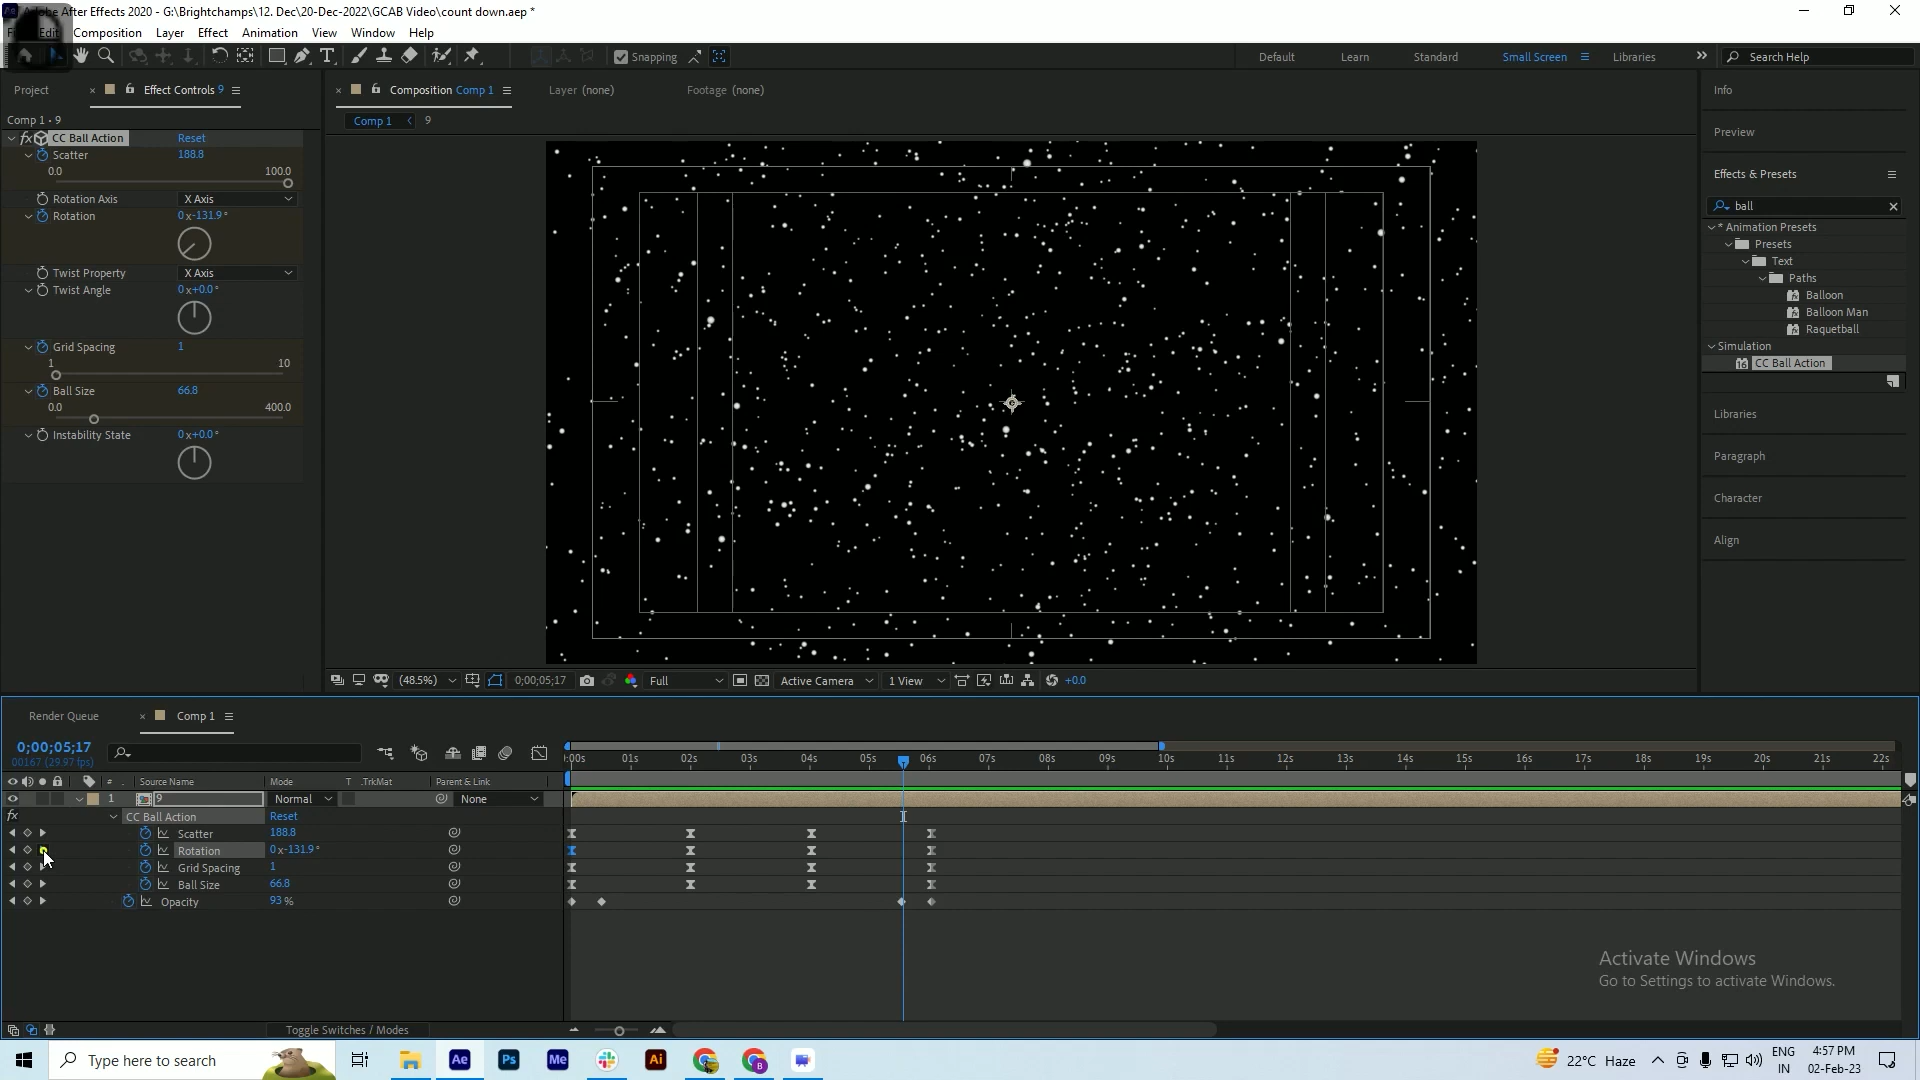 Adobe After Effects 2020 - G:\Brightchamps\12. Dec\20-Dec-2022\GCAB Video\count down.aep *
Edit Composition Layer Effect Animation View Window Help
Snapping Default Learn Standard Small Screen Libraries Search Help
Project Effect Controls 9 Composition Comp 1 Layer (none) Footage (none) Info
Comp 1 • 9 Comp 1 9
fx CC Ball Action Reset
Scatter 188.8
0.0 100.0
Rotation Axis X Axis
Rotation 0x-131.9°
Twist Property X Axis
Twist Angle 0x+0.0°
Grid Spacing 1
1 10
Ball Size 66.8
0.0 400.0
Instability State 0x+0.0°
Preview
Effects & Presets
ball
* Animation Presets
Presets
Text
Paths
Balloon
Balloon Man
Raquetball
Simulation
16 CC Ball Action
Libraries
Paragraph
Character
Align
(48.5%) 0;00;05;17 Full Active Camera 1 View +0.0
Render Queue Comp 1
0;00;05;17
00167 (29.97 fps)
:00s 01s 02s 03s 04s 05s 06s 07s 08s 09s 10s 11s 12s 13s 14s 15s 16s 17s 18s 19s 20s 21s 22s
# . Source Name Mode T .TrkMat Parent & Link
1 9 Normal None
fx CC Ball Action Reset
Scatter 188.8
Rotation 0x-131.9°
Grid Spacing 1
Ball Size 66.8
Opacity 93 %
Activate Windows
Go to Settings to activate Windows.
Toggle Switches / Modes
Type here to search Ae Ps Me Ai 22°C Haze ENG IN 4:57 PM 02-Feb-23